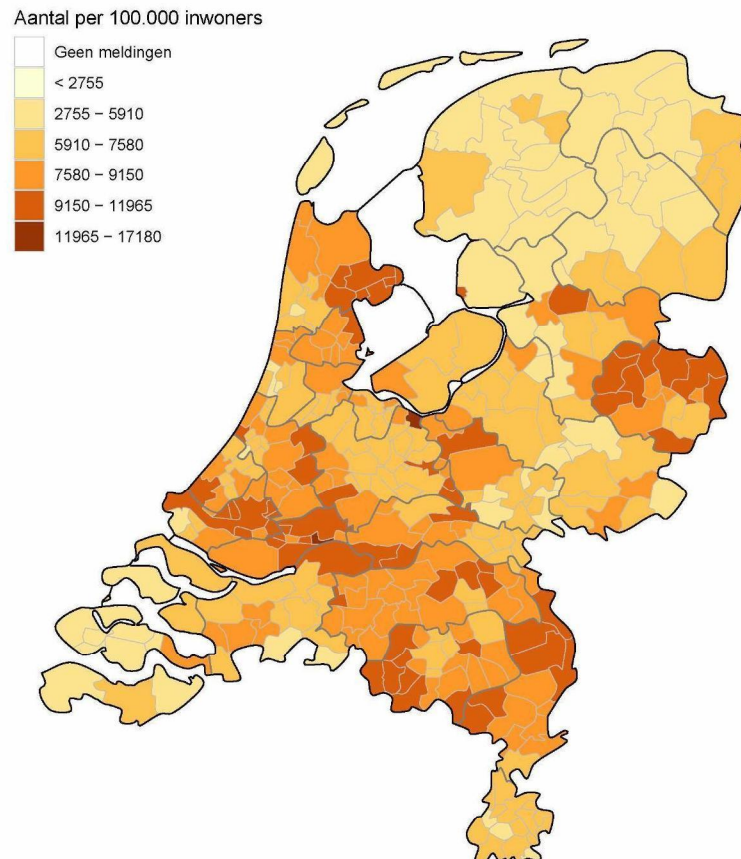 Aantal per 100.000 inwoners
Geen meldingen
< 2755
2755 – 5910
5910 – 7580
7580 – 9150
9150 – 11965
11965 – 17180